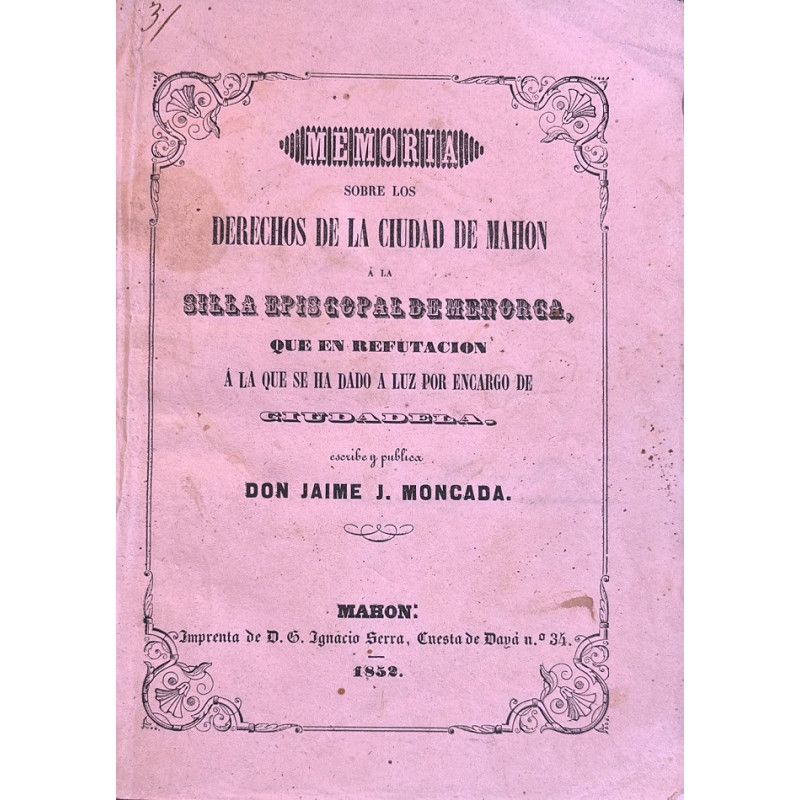 3/
MEMORIA
SOBRE LOS
DERECHOS DE LA CIUDAD DE MAHON
Á LA
SILLA EPISCOPAL DE MENORCA,
QUE EN REFUTACION
Á LA QUE SE HA DADO A LUZ POR ENCARGO DE
CIUDADELA.
escribe y publica
DON JAIME J. MONCADA.
MAHON:
Imprenta de D. G. Ignácio Serra, Cuesta de Dayá n.º 34.
1852.